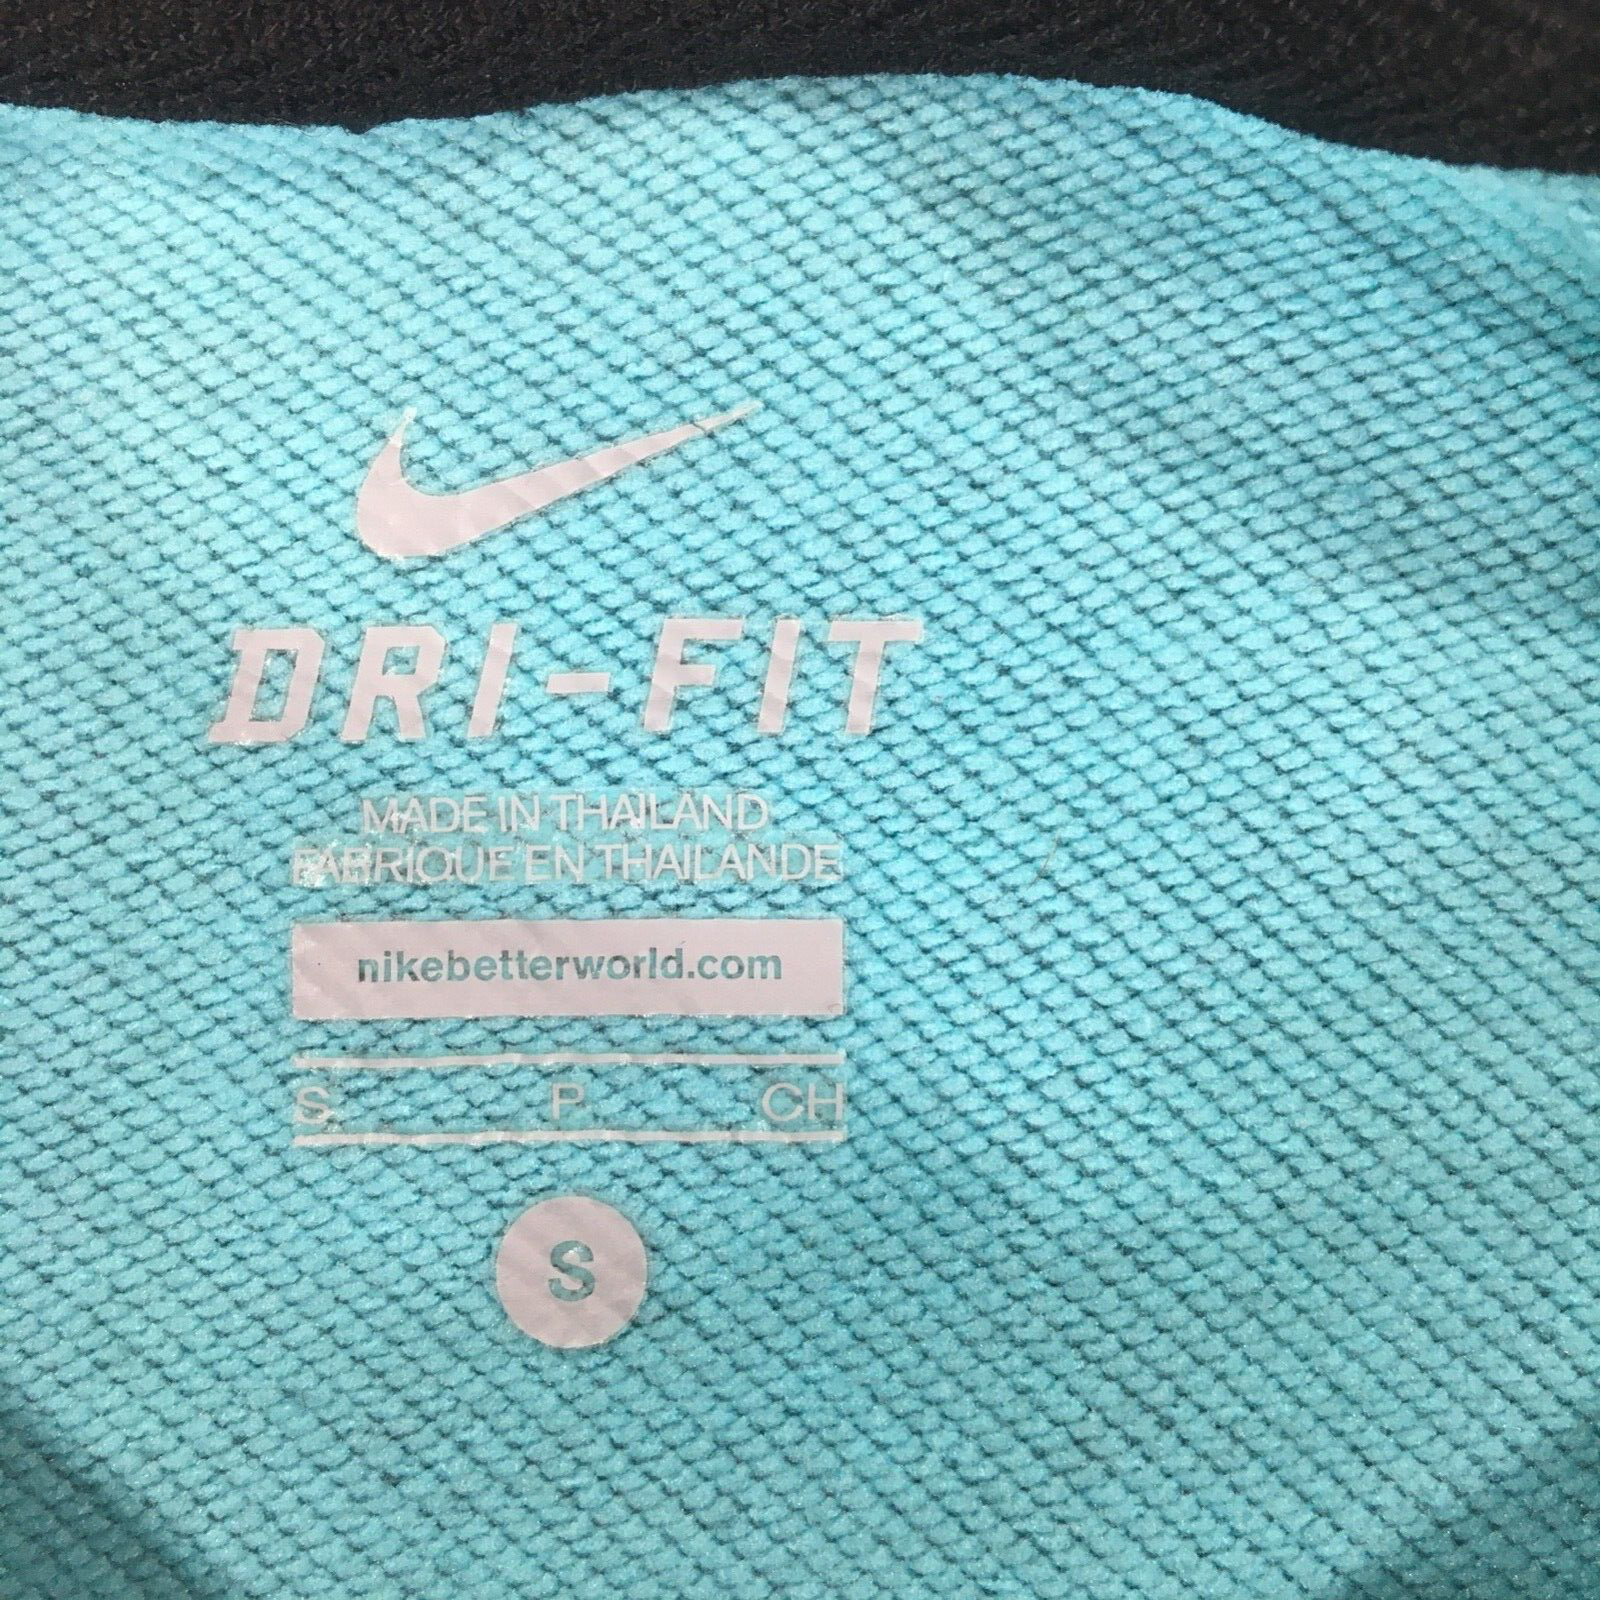 DRI-FIT
MADE IN THAILAND
FABRIQUE EN THAILANDE
nikebetterworld.com
S P CH
S